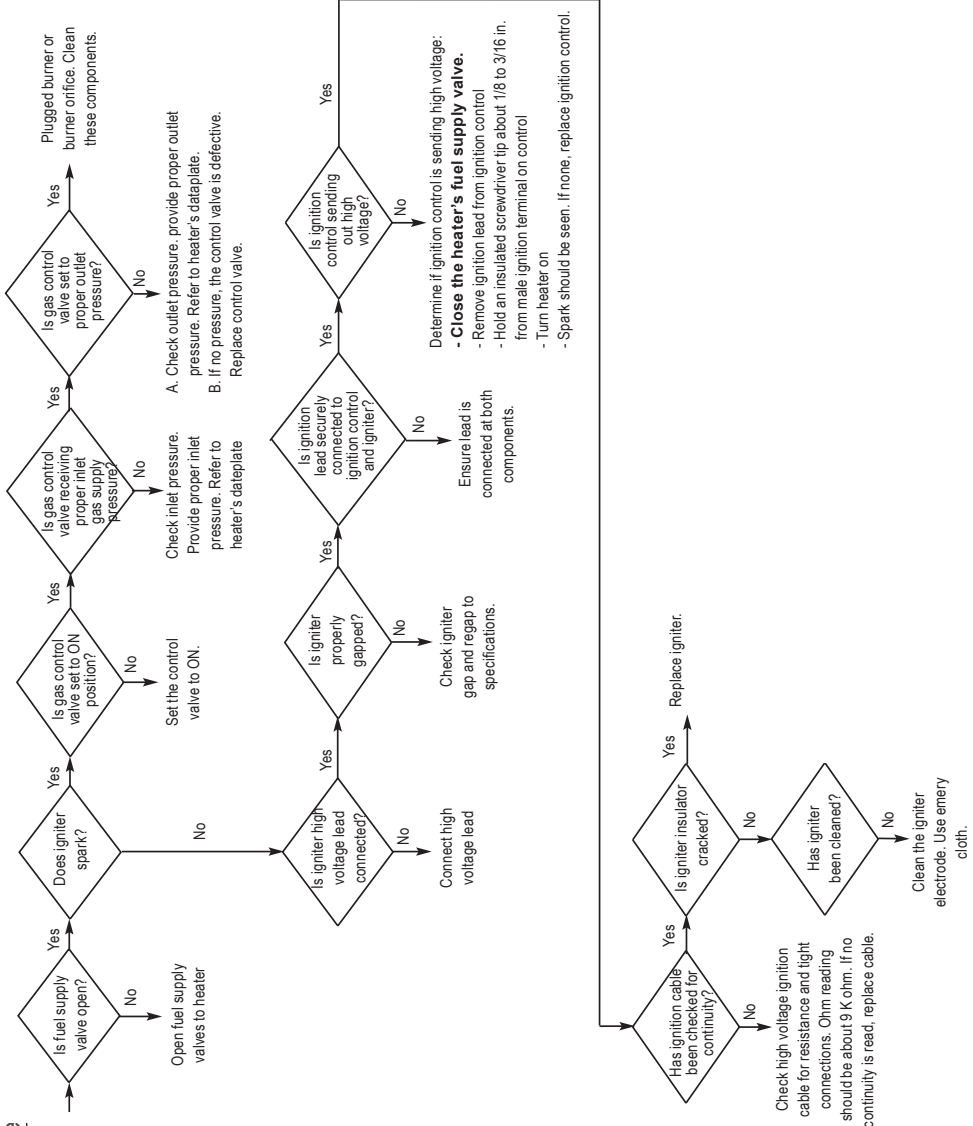 Is fuel supply
valve open?
Yes
No
Open fuel supply
valves to heater
Does igniter
spark?
Yes
No
Is gas control
valve set to ON
position?
Yes
No
Set the control
valve to ON.
Is gas control
valve receiving
proper inlet
gas supply
pressure?
Yes
No
Check inlet pressure.
Provide proper inlet
pressure. Refer to
heater's dateplate
Is gas control
valve set to
proper outlet
pressure?
Yes
No
A. Check outlet pressure. provide proper outlet
pressure. Refer to heater's dataplate.
B. If no pressure, the control valve is defective.
Replace control valve.
Plugged burner or
burner orifice. Clean
these components.
Is igniter high
voltage lead
connected?
Yes
No
Connect high
voltage lead
Is igniter
properly
gapped?
Yes
No
Check igniter
gap and regap to
specifications.
Is ignition
lead securely
connected to
ignition control
and igniter?
Yes
No
Ensure lead is
connected at both
components.
Is ignition
control sending
out high
voltage?
Yes
No
Determine if ignition control is sending high voltage:
- Close the heater's fuel supply valve.
- Remove ignition lead from ignition control
- Hold an insulated screwdriver tip about 1/8 to 3/16 in.
from male ignition terminal on control
- Turn heater on
- Spark should be seen. If none, replace ignition control.
Has ignition cable
been checked for
continuity?
Yes
No
Check high voltage ignition
cable for resistance and tight
connections. Ohm reading
should be about 9 K ohm. If no
continuity is read, replace cable.
Is igniter insulator
cracked?
Yes
Replace igniter.
No
Has igniter
been cleaned?
No
Clean the igniter
electrode. Use emery
cloth.